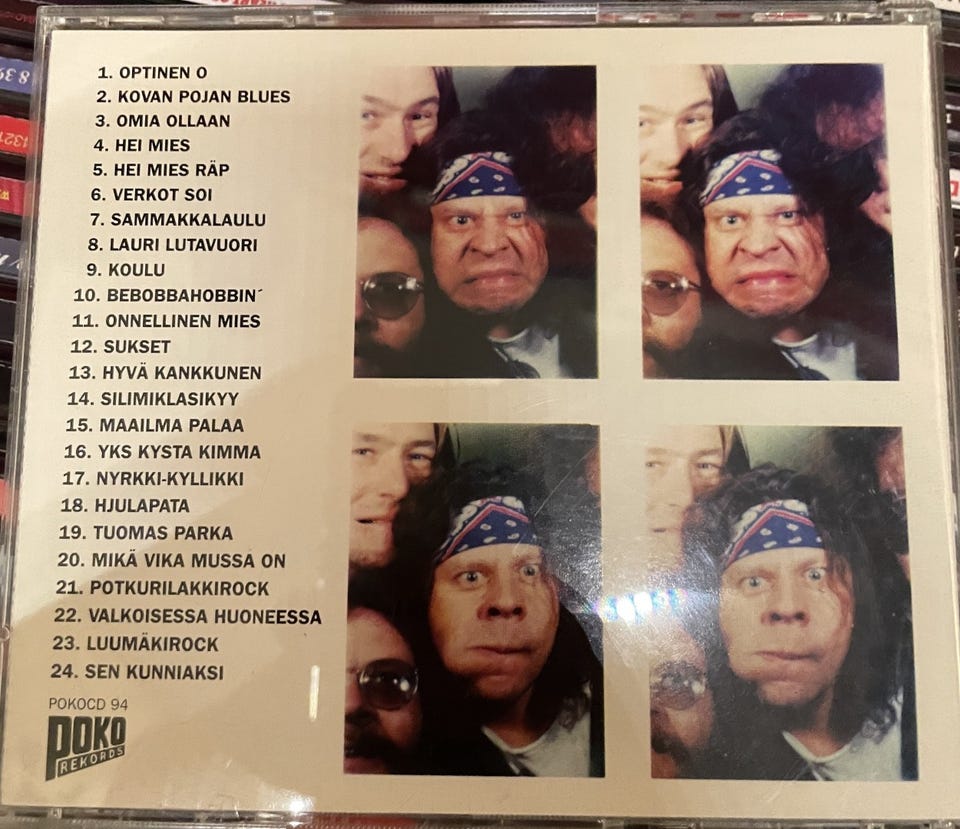 1. OPTINEN O
2. KOVAN POJAN BLUES
3. OMIA OLLAAN
4. HEI MIES
5. HEI MIES RÄP
6. VERKOT SOI
7. SAMMAKKALAULU
8. LAURI LUTAVUORI
9. KOULU
10. BEBOBBAHOBBIN´
11. ONNELLINEN MIES
12. SUKSET
13. HYVÄ KANKKUNEN
14. SILIMIKLASIKYY
15. MAAILMA PALAA
16. YKS KYSTA KIMMA
17. NYRKKI-KYLLIKKI
18. HJULAPATA
19. TUOMAS PARKA
20. MIKÄ VIKA MUSSA ON
21. POTKURILAKKIROCK
22. VALKOISESSA HUONEESSA
23. LUUMÄKIROCK
24. SEN KUNNIAKSI
POKOCD 94
POKO
REKORDS